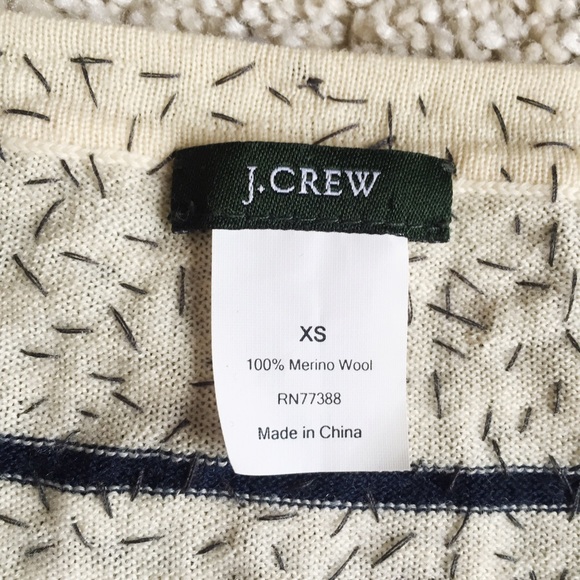 J.CREW
XS
100% Merino Wool
RN77388
Made in China